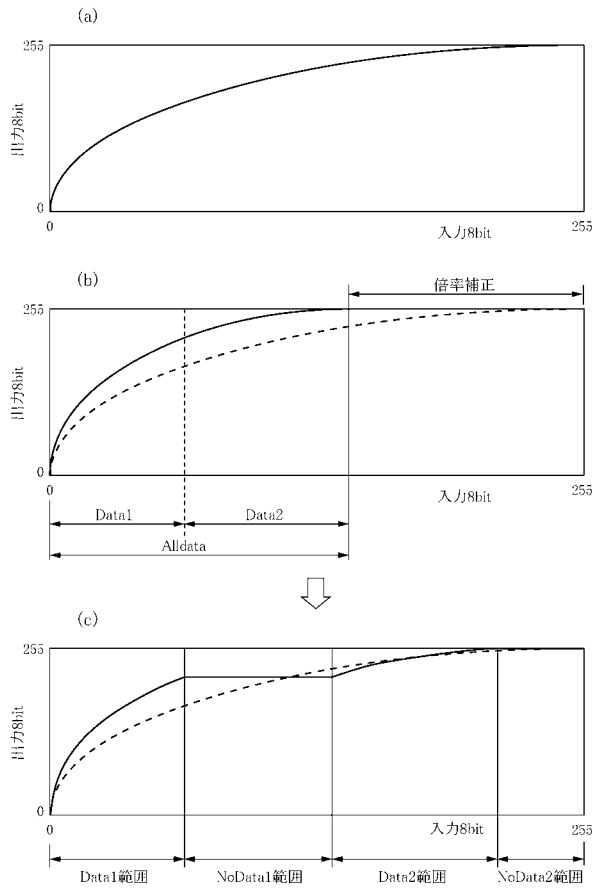 (a)
255
出力8bit
0
0
入力8bit
255
(b)
倍率補正
255
出力8bit
0
0
入力8bit
255
Data1
Data2
Alldata
(c)
255
出力8bit
0
0
入力8bit
255
Data1範囲
NoData1範囲
Data2範囲
NoData2範囲